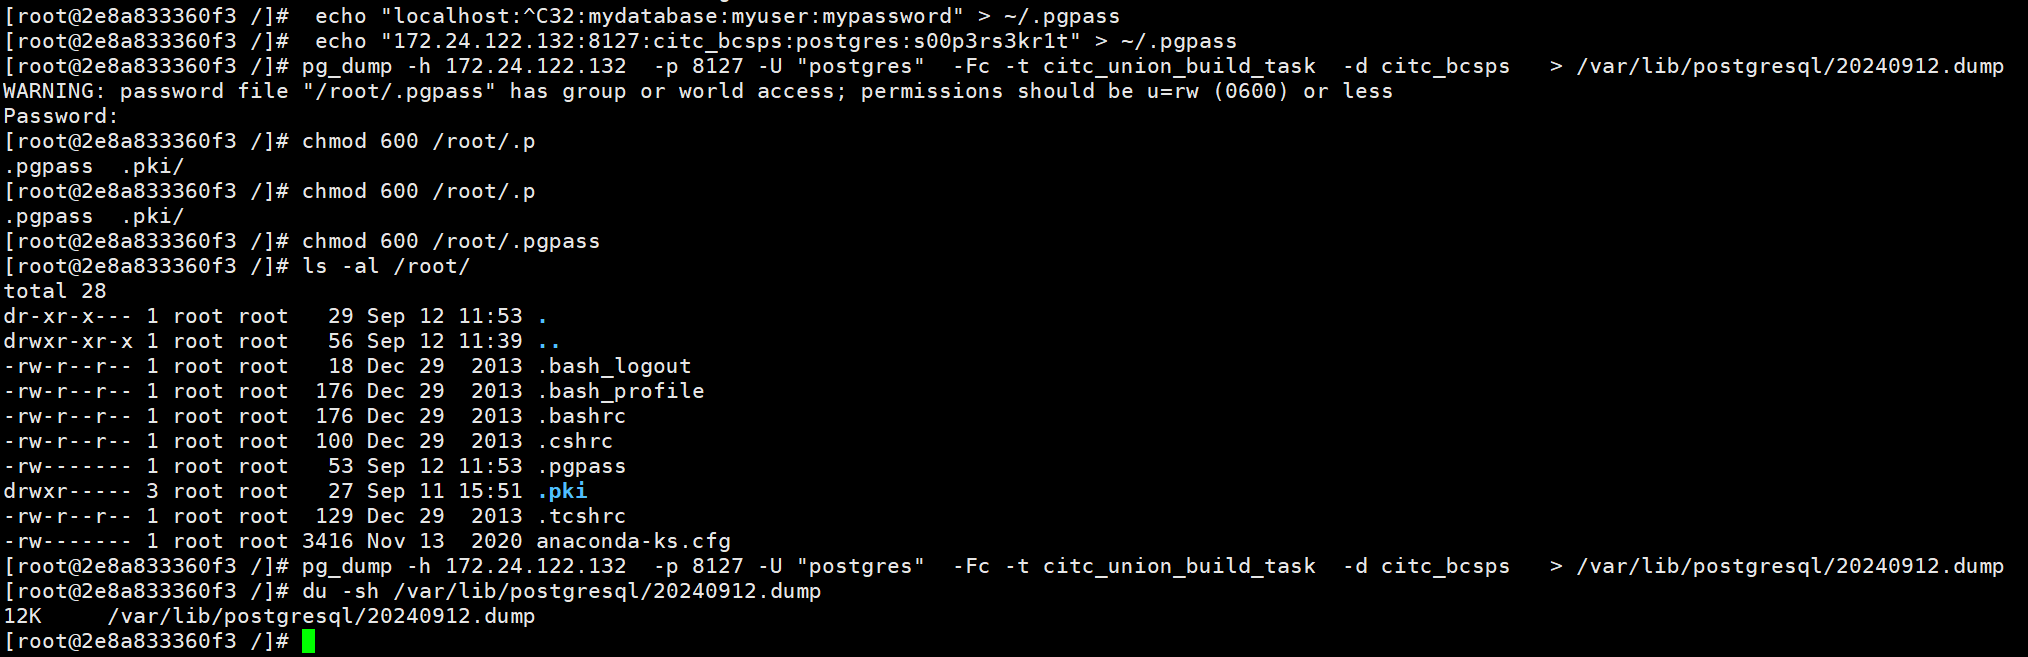 [root@2e8a833360f3 /]#  echo "localhost:^C32:mydatabase:myuser:mypassword" > ~/.pgpass
[root@2e8a833360f3 /]#  echo "172.24.122.132:8127:citc_bcsps:postgres:s00p3rs3kr1t" > ~/.pgpass
[root@2e8a833360f3 /]# pg_dump -h 172.24.122.132  -p 8127 -U "postgres"  -Fc -t citc_union_build_task  -d citc_bcsps   > /var/lib/postgresql/20240912.dump
WARNING: password file "/root/.pgpass" has group or world access; permissions should be u=rw (0600) or less
Password:
[root@2e8a833360f3 /]# chmod 600 /root/.p
.pgpass  .pki/
[root@2e8a833360f3 /]# chmod 600 /root/.p
.pgpass  .pki/
[root@2e8a833360f3 /]# chmod 600 /root/.pgpass
[root@2e8a833360f3 /]# ls -al /root/
total 28
dr-xr-x--- 1 root root   29 Sep 12 11:53 .
drwxr-xr-x 1 root root   56 Sep 12 11:39 ..
-rw-r--r-- 1 root root   18 Dec 29  2013 .bash_logout
-rw-r--r-- 1 root root  176 Dec 29  2013 .bash_profile
-rw-r--r-- 1 root root  176 Dec 29  2013 .bashrc
-rw-r--r-- 1 root root  100 Dec 29  2013 .cshrc
-rw------- 1 root root   53 Sep 12 11:53 .pgpass
drwxr----- 3 root root   27 Sep 11 15:51 .pki
-rw-r--r-- 1 root root  129 Dec 29  2013 .tcshrc
-rw------- 1 root root 3416 Nov 13  2020 anaconda-ks.cfg
[root@2e8a833360f3 /]# pg_dump -h 172.24.122.132  -p 8127 -U "postgres"  -Fc -t citc_union_build_task  -d citc_bcsps   > /var/lib/postgresql/20240912.dump
[root@2e8a833360f3 /]# du -sh /var/lib/postgresql/20240912.dump
12K     /var/lib/postgresql/20240912.dump
[root@2e8a833360f3 /]#